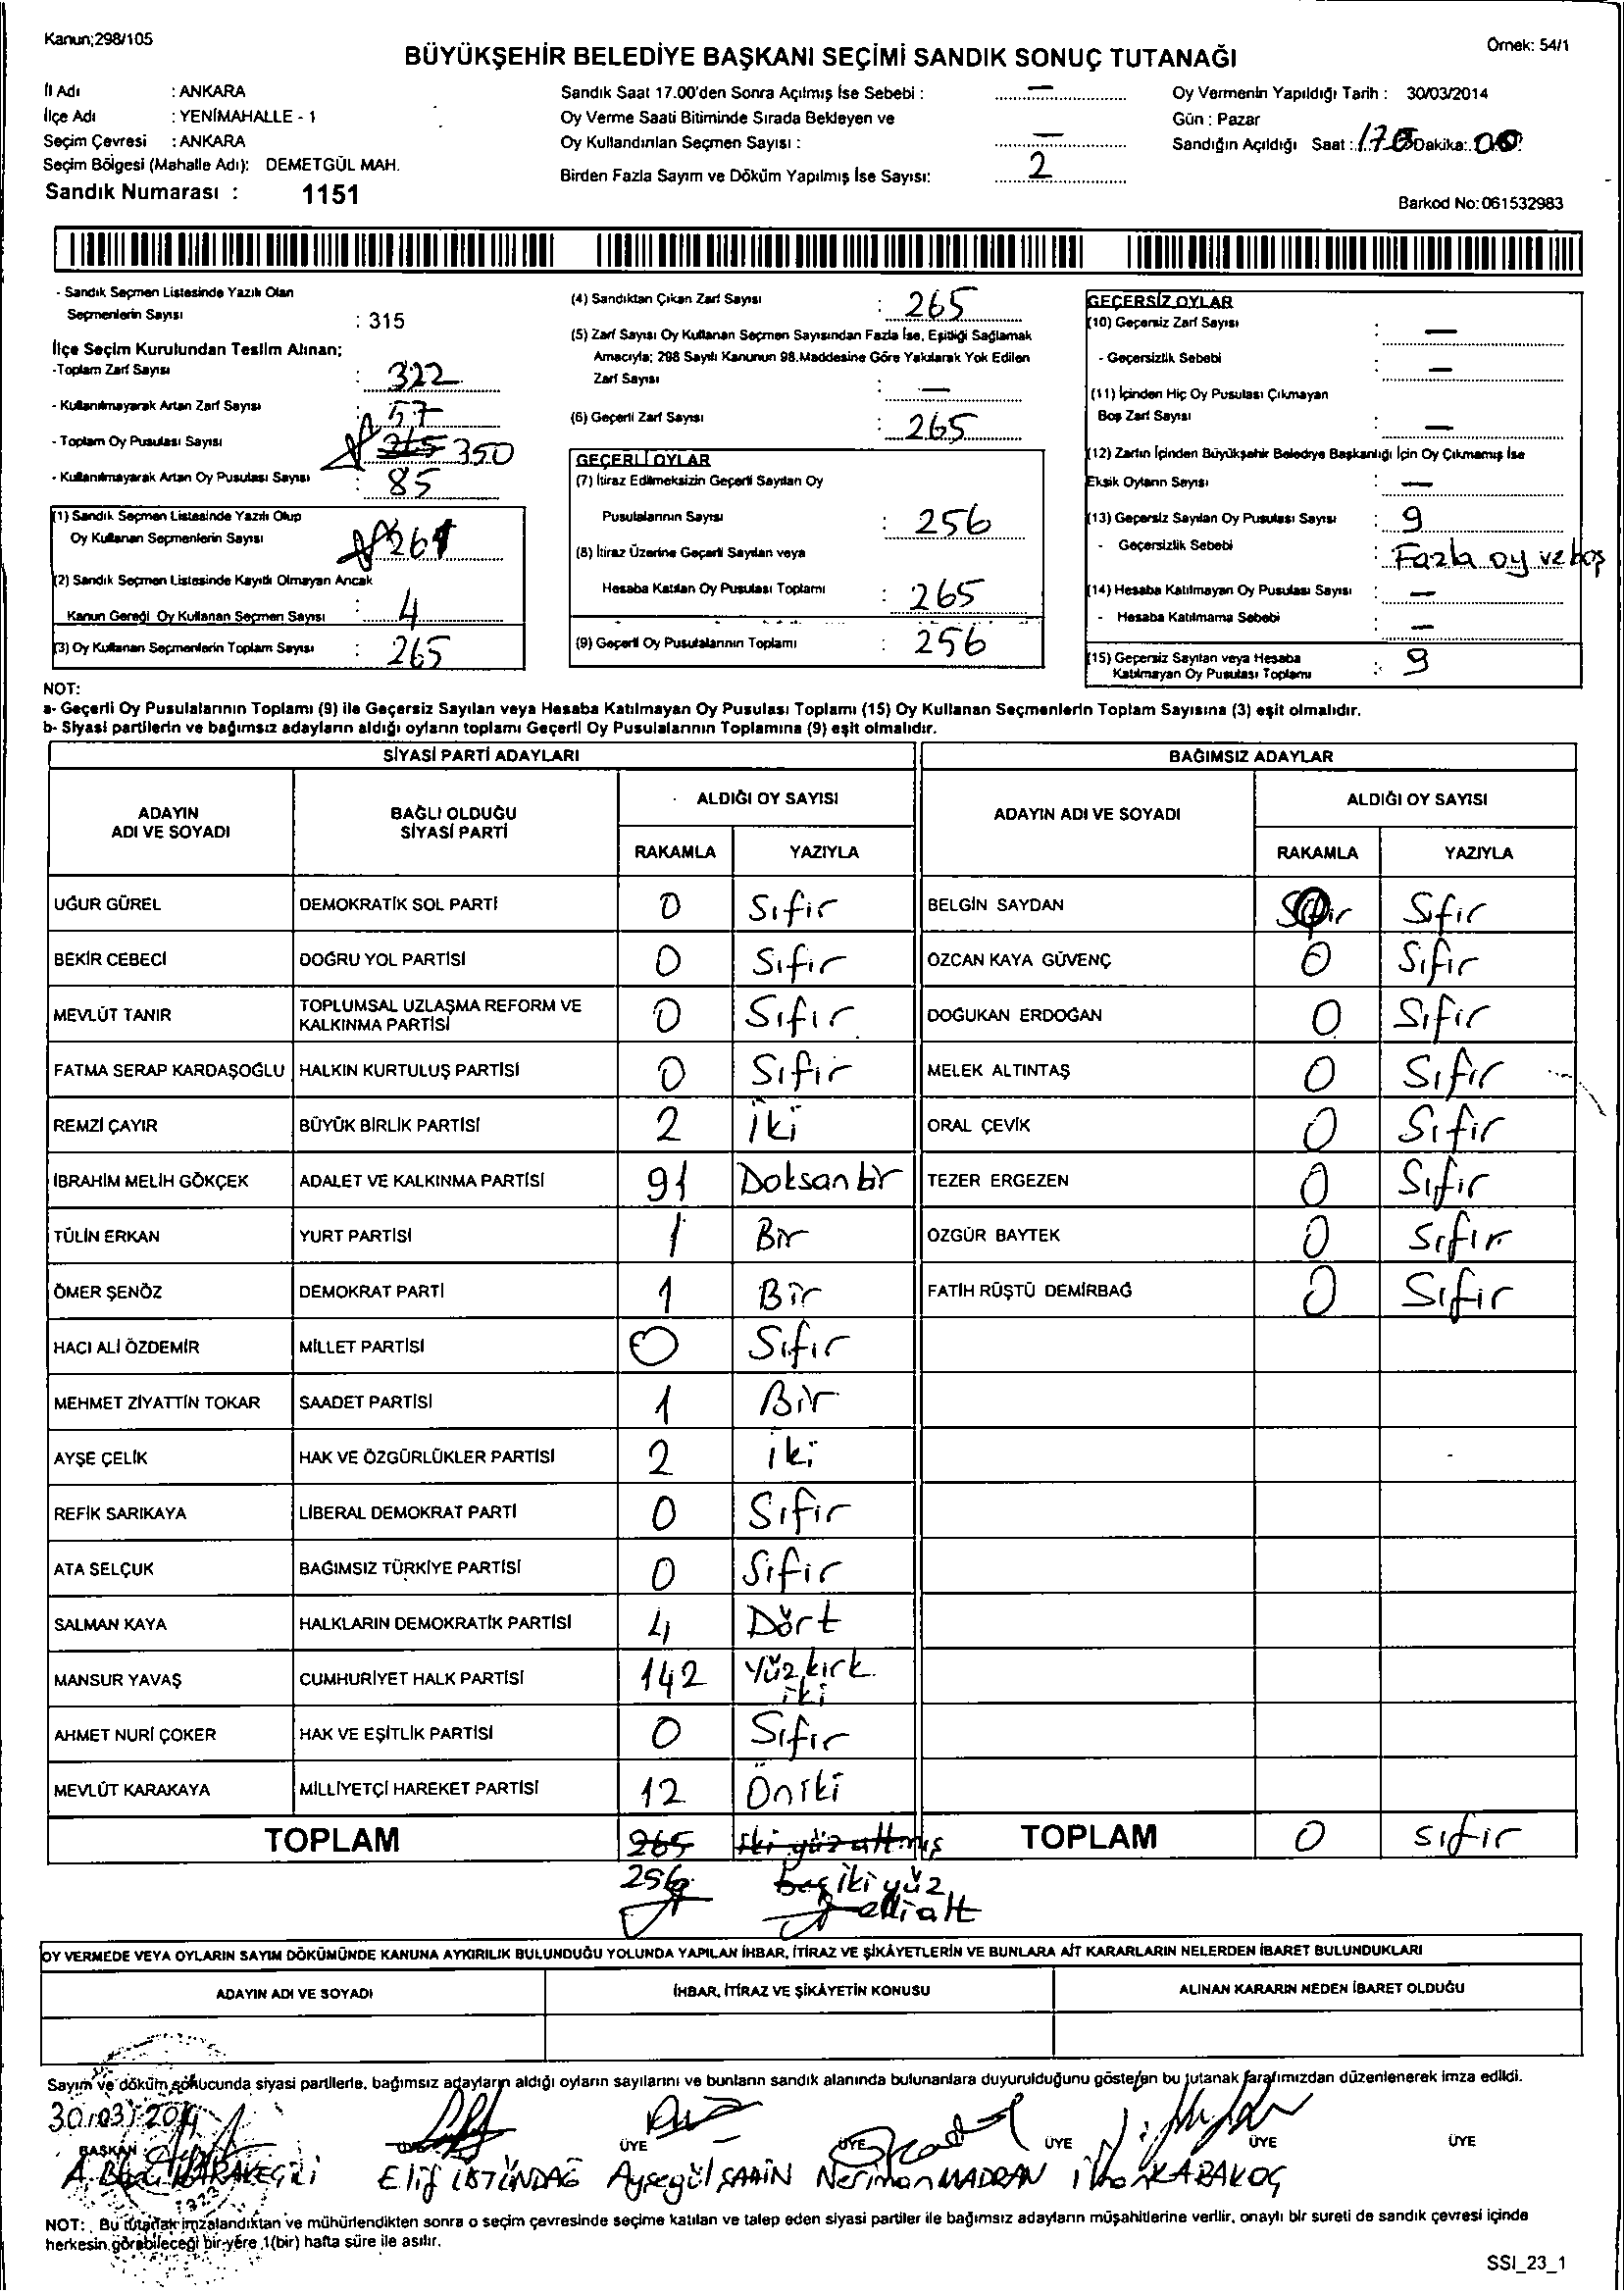 Kanun;298/105
Örnek: 54/1
BÜYÜKŞEHİR BELEDİYE BAŞKANI SEÇİMİ SANDIK SONUÇ TUTANAĞI
İl Adı : ANKARA
İlçe Adı : YENİMAHALLE - 1
Seçim Çevresi : ANKARA
Seçim Bölgesi (Mahalle Adı): DEMETGÜL MAH.
Sandık Numarası : 1151
Sandık Saat 17.00'den Sonra Açılmış İse Sebebi : —
Oy Verme Saati Bitiminde Sırada Bekleyen ve
Oy Kullandırılan Seçmen Sayısı : —
Birden Fazla Sayım ve Döküm Yapılmış İse Sayısı: 2
Oy Vermenin Yapıldığı Tarih : 30/03/2014
Gün : Pazar
Sandığın Açıldığı Saat : Dakika: 00
Barkod No: 061532983
- Sandık Seçmen Listesinde Yazılı Olan
Seçmenlerin Sayısı : 315
İlçe Seçim Kurulundan Teslim Alınan;
-Toplam Zarf Sayısı : 322
- Kullanılmayarak Artan Zarf Sayısı : 57
- Toplam Oy Pusulası Sayısı : 265 350
- Kullanılmayarak Artan Oy Pusulası Sayısı : 85
(1) Sandık Seçmen Listesinde Yazılı Olup
Oy Kullanan Seçmenlerin Sayısı 261
(2) Sandık Seçmen Listesinde Kayıtlı Olmayan Ancak
Kanun Gereği Oy Kullanan Seçmen Sayısı : 4
(3) Oy Kullanan Seçmenlerin Toplam Sayısı : 265
(4) Sandıktan Çıkan Zarf Sayısı : 265
(5) Zarf Sayısı Oy Kullanan Seçmen Sayısından Fazla İse, Eşitliği Sağlamak
Amacıyla; 298 Sayılı Kanunun 98.Maddesine Göre Yakılarak Yok Edilen
Zarf Sayısı : —
(6) Geçerli Zarf Sayısı : 265
GEÇERLİ OYLAR
(7) İtiraz Edilmeksizin Geçerli Sayılan Oy
Pusulalarının Sayısı : 256
(8) İtiraz Üzerine Geçerli Sayılan veya
Hesaba Katılan Oy Pusulası Toplamı : 265
(9) Geçerli Oy Pusulalarının Toplamı : 256
GEÇERSİZ OYLAR
(10) Geçersiz Zarf Sayısı : —
- Geçersizlik Sebebi : —
(11) İçinden Hiç Oy Pusulası Çıkmayan
Boş Zarf Sayısı : —
(12) Zarfın İçinden Büyükşehir Belediye Başkanlığı İçin Oy Çıkmamış İse
Eksik Oyların Sayısı : —
(13) Geçersiz Sayılan Oy Pusulası Sayısı : 9
- Geçersizlik Sebebi : Fazla oy ve boş
(14) Hesaba Katılmayan Oy Pusulası Sayısı : —
- Hesaba Katılmama Sebebi : —
(15) Geçersiz Sayılan veya Hesaba
Katılmayan Oy Pusulası Toplamı : 9
NOT:
a- Geçerli Oy Pusulalarının Toplamı (9) ile Geçersiz Sayılan veya Hesaba Katılmayan Oy Pusulası Toplamı (15) Oy Kullanan Seçmenlerin Toplam Sayısına (3) eşit olmalıdır.
b- Siyasi partilerin ve bağımsız adayların aldığı oyların toplamı Geçerli Oy Pusulalarının Toplamına (9) eşit olmalıdır.
SİYASİ PARTİ ADAYLARI BAĞIMSIZ ADAYLAR
ADAYIN ADI VE SOYADI BAĞLI OLDUĞU SİYASİ PARTİ ALDIĞI OY SAYISI ADAYIN ADI VE SOYADI ALDIĞI OY SAYISI
RAKAMLA YAZIYLA RAKAMLA YAZIYLA
UĞUR GÜREL DEMOKRATİK SOL PARTİ 0 Sıfır BELGİN SAYDAN 0 Sıfır
BEKİR CEBECİ DOĞRU YOL PARTİSİ 0 Sıfır ÖZCAN KAYA GÜVENÇ 0 Sıfır
MEVLÜT TANIR TOPLUMSAL UZLAŞMA REFORM VE KALKINMA PARTİSİ 0 Sıfır DOĞUKAN ERDOĞAN 0 Sıfır
FATMA SERAP KARDAŞOĞLU HALKIN KURTULUŞ PARTİSİ 0 Sıfır MELEK ALTINTAŞ 0 Sıfır
REMZİ ÇAYIR BÜYÜK BİRLİK PARTİSİ 2 iki ORAL ÇEVİK 0 Sıfır
İBRAHİM MELİH GÖKÇEK ADALET VE KALKINMA PARTİSİ 91 Doksan bir TEZER ERGEZEN 0 Sıfır
TÜLİN ERKAN YURT PARTİSİ 1 Bir ÖZGÜR BAYTEK 0 Sıfır
ÖMER ŞENÖZ DEMOKRAT PARTİ 1 Bir FATİH RÜŞTÜ DEMİRBAĞ 0 Sıfır
HACI ALİ ÖZDEMİR MİLLET PARTİSİ 0 Sıfır
MEHMET ZİYATTİN TOKAR SAADET PARTİSİ 1 Bir
AYŞE ÇELİK HAK VE ÖZGÜRLÜKLER PARTİSİ 2 iki
REFİK SARIKAYA LİBERAL DEMOKRAT PARTİ 0 Sıfır
ATA SELÇUK BAĞIMSIZ TÜRKİYE PARTİSİ 0 Sıfır
SALMAN KAYA HALKLARIN DEMOKRATİK PARTİSİ 4 Dört
MANSUR YAVAŞ CUMHURİYET HALK PARTİSİ 142 Yüz kırk iki
AHMET NURİ ÇOKER HAK VE EŞİTLİK PARTİSİ 0 Sıfır
MEVLÜT KARAKAYA MİLLİYETÇİ HAREKET PARTİSİ 12 Oniki
TOPLAM 265 iki yüz altmış TOPLAM 0 sıfır
256 beş iki yüz
elli altı
OY VERMEDE VEYA OYLARIN SAYIM DÖKÜMÜNDE KANUNA AYKIRILIK BULUNDUĞU YOLUNDA YAPILAN İHBAR, İTİRAZ VE ŞİKÂYETLERİN VE BUNLARA AİT KARARLARIN NELERDEN İBARET BULUNDUKLARI
ADAYIN ADI VE SOYADI İHBAR, İTİRAZ VE ŞİKÂYETİN KONUSU ALINAN KARARIN NEDEN İBARET OLDUĞU
Sayım ve döküm sonucunda siyasi partilerle, bağımsız adayların aldığı oyların sayılarını ve bunların sandık alanında bulunanlara duyurulduğunu gösteren bu tutanak tarafımızdan düzenlenerek imza edildi.
30/03/2014
BAŞKAN ÜYE ÜYE ÜYE ÜYE ÜYE
Elif ÜSTÜNDAĞ Ayşegül ŞAHİN Neriman MADRAN İlhan KABAKOÇ
NOT: Bu tutanak imzalandıktan ve mühürlendikten sonra o seçim çevresinde seçime katılan ve talep eden siyasi partiler ile bağımsız adayların müşahitlerine verilir, onaylı bir sureti de sandık çevresi içinde
herkesin görebileceği bir yere 1(bir) hafta süre ile asılır.
SSI_23_1